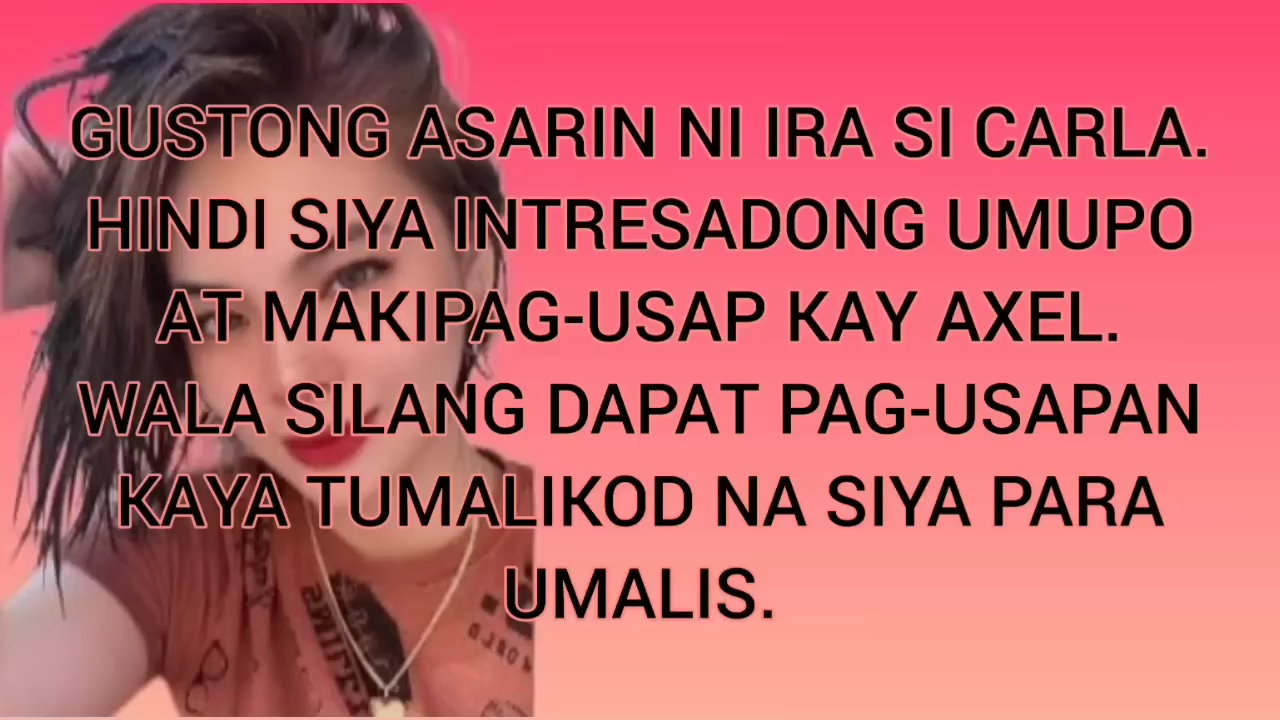 GUSTONG ASARIN NI IRA SI CARLA.
HINDI SIYA INTRESADONG UMUPO
AT MAKIPAG-USAP KAY AXEL.
WALA SILANG DAPAT PAG-USAPAN
KAYA TUMALIKOD NA SIYA PARA
UMALIS.